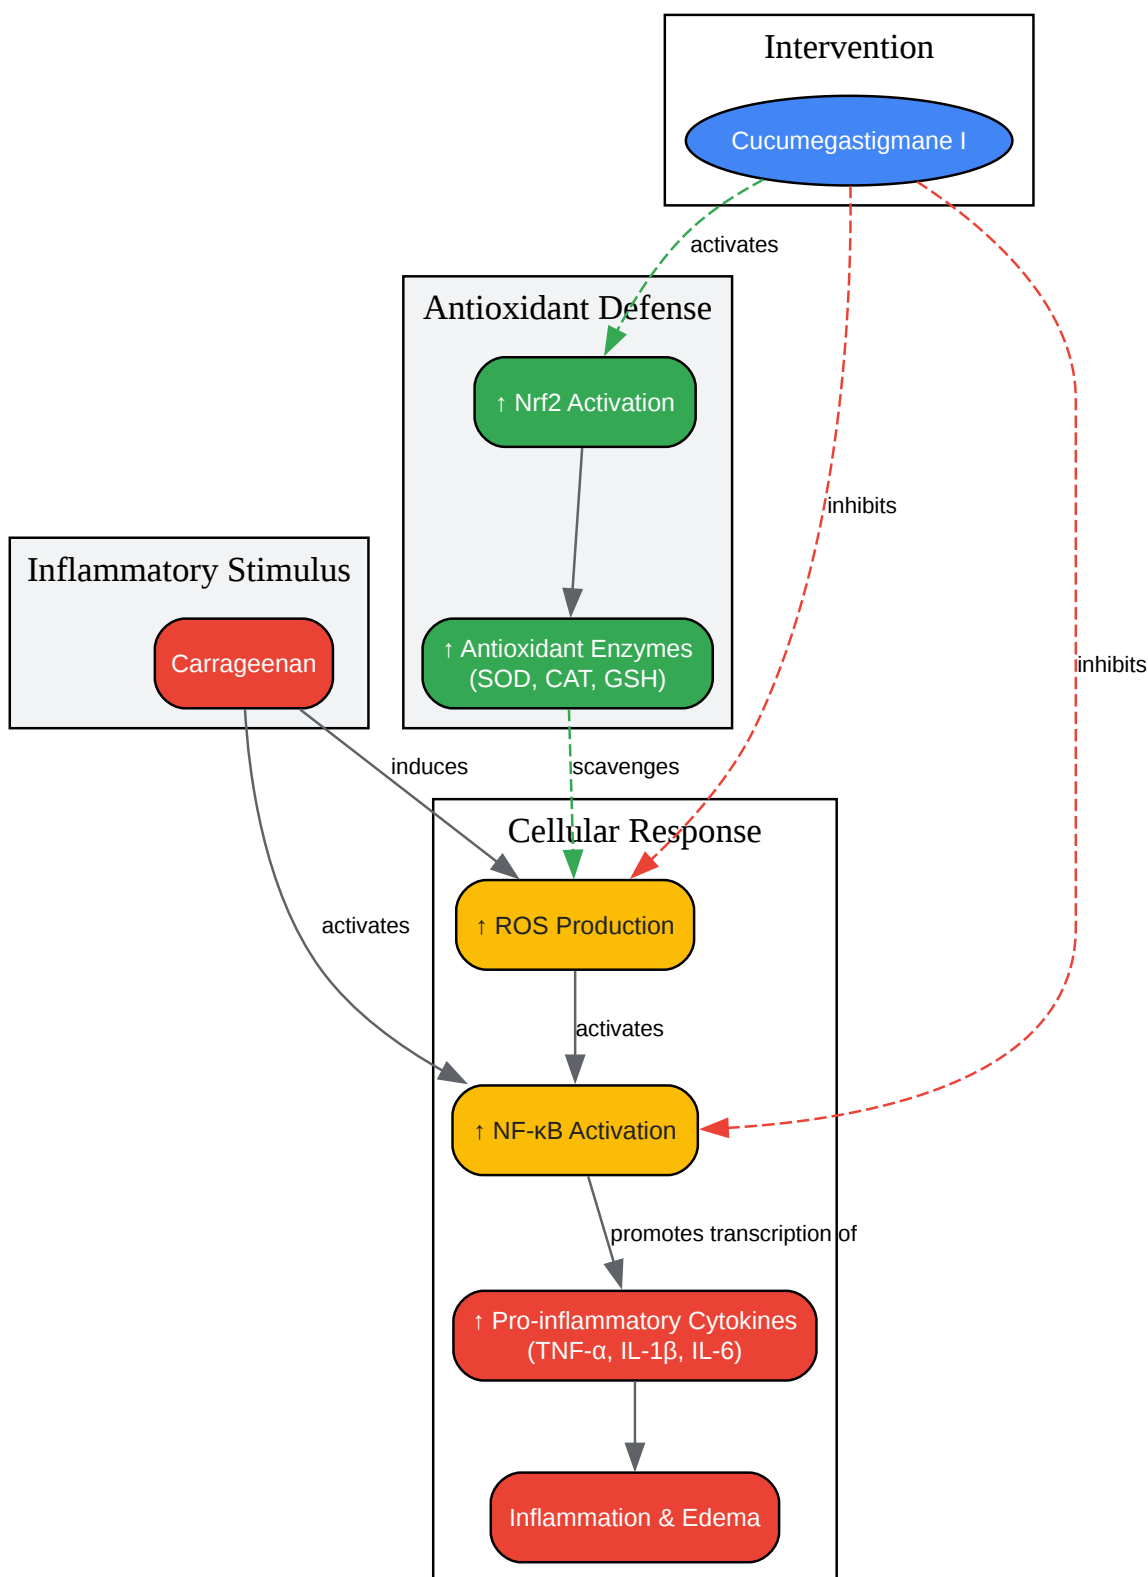 Intervention
Cucumegastigmane I
activates
Antioxidant Defense
↑ Nrf2 Activation
inhibits
Inflammatory Stimulus
Carrageenan
↑ Antioxidant Enzymes
(SOD, CAT, GSH)
inhibits
induces
scavenges
Cellular Response
↑ ROS Production
activates
activates
↑ NF-κB Activation
promotes transcription of
↑ Pro-inflammatory Cytokines
(TNF-α, IL-1β, IL-6)
Inflammation & Edema